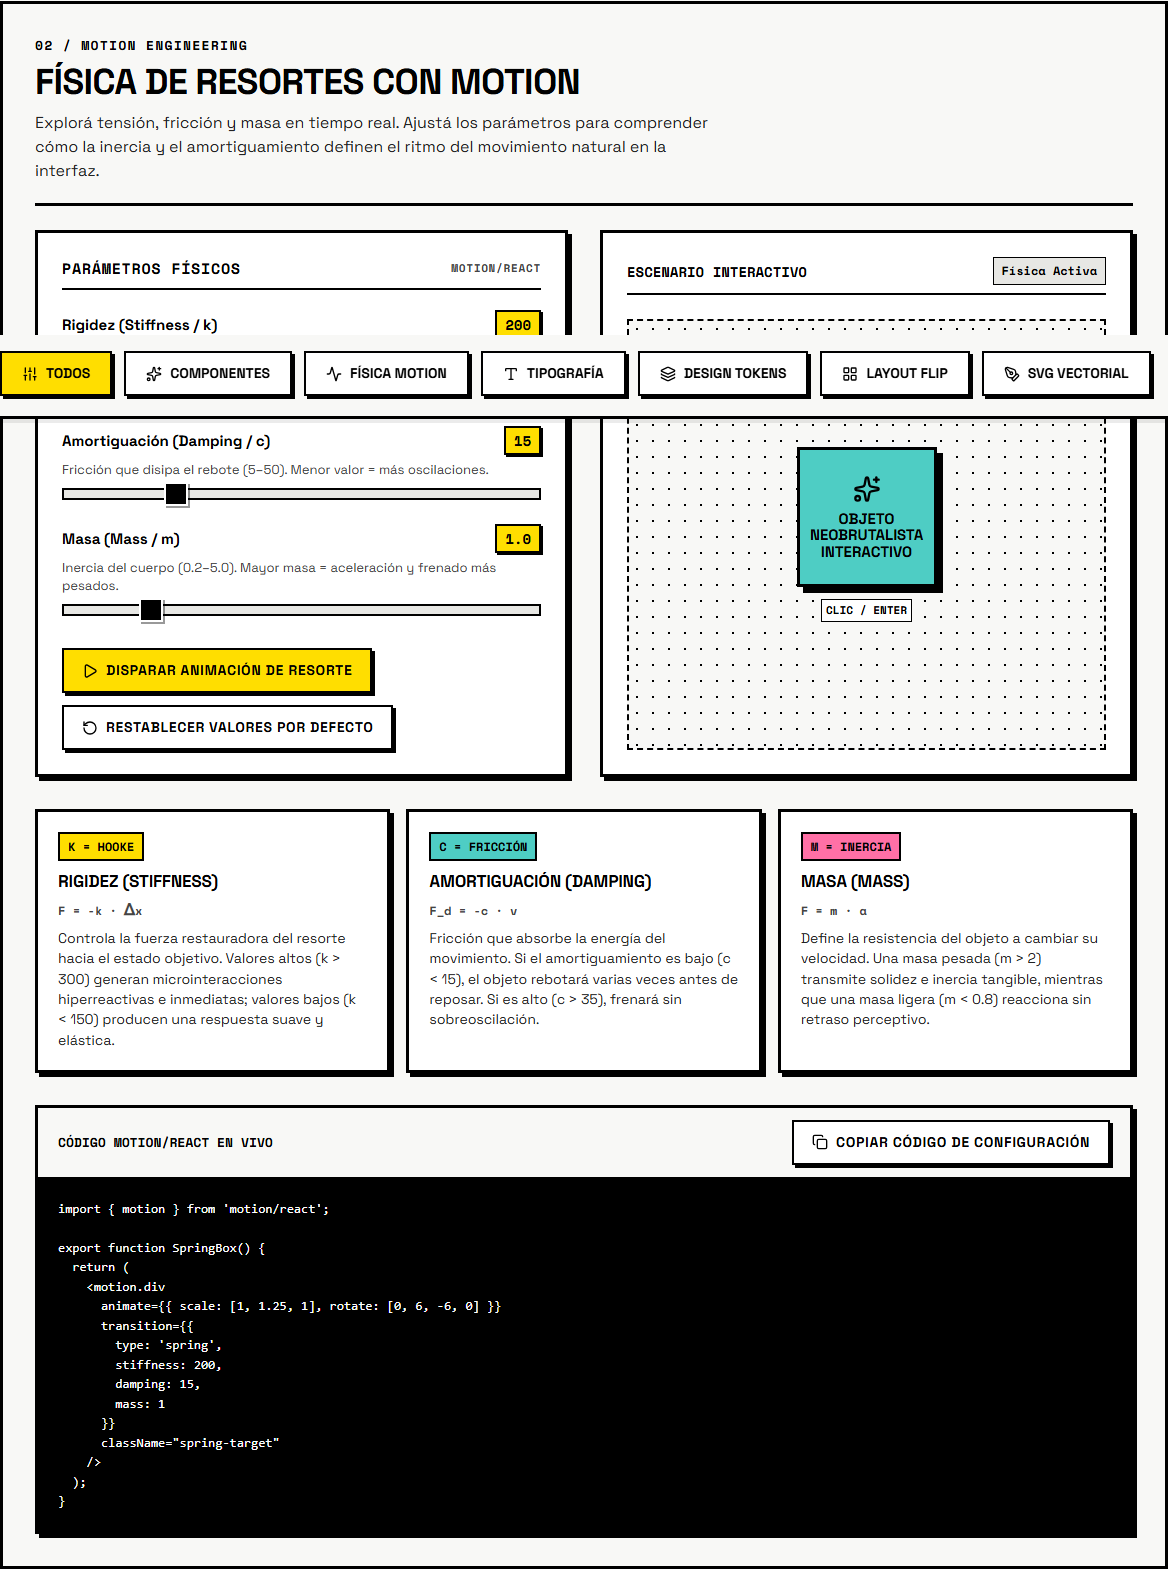 02 / MOTION ENGINEERING
FÍSICA DE RESORTES CON MOTION
Explorá tensión, fricción y masa en tiempo real. Ajustá los parámetros para comprender
cómo la inercia y el amortiguamiento definen el ritmo del movimiento natural en la
interfaz.
PARÁMETROS FÍSICOS
MOTION/REACT
Rigidez (Stiffness / k)
200
ESCENARIO INTERACTIVO
Física Activa
TODOS
COMPONENTES
FÍSICA MOTION
TIPOGRAFÍA
DESIGN TOKENS
LAYOUT FLIP
SVG VECTORIAL
Amortiguación (Damping / c)
15
Fricción que disipa el rebote (5–50). Menor valor = más oscilaciones.
Masa (Mass / m)
1.0
Inercia del cuerpo (0.2–5.0). Mayor masa = aceleración y frenado más
pesados.
DISPARAR ANIMACIÓN DE RESORTE
RESTABLECER VALORES POR DEFECTO
OBJETO
NEOBRUTALISTA
INTERACTIVO
CLIC / ENTER
K = HOOKE
RIGIDEZ (STIFFNESS)
F = -k · Δx
Controla la fuerza restauradora del resorte
hacia el estado objetivo. Valores altos (k >
300) generan microinteracciones
hiperreactivas e inmediatas; valores bajos (k
< 150) producen una respuesta suave y
elástica.
C = FRICCIÓN
AMORTIGUACIÓN (DAMPING)
F_d = -c · v
Fricción que absorbe la energía del
movimiento. Si el amortiguamiento es bajo (c
< 15), el objeto rebotará varias veces antes de
reposar. Si es alto (c > 35), frenará sin
sobreoscilación.
M = INERCIA
MASA (MASS)
F = m · a
Define la resistencia del objeto a cambiar su
velocidad. Una masa pesada (m > 2)
transmite solidez e inercia tangible, mientras
que una masa ligera (m < 0.8) reacciona sin
retraso perceptivo.
CÓDIGO MOTION/REACT EN VIVO
COPIAR CÓDIGO DE CONFIGURACIÓN
import { motion } from 'motion/react';
export function SpringBox() {
return (
<motion.div
animate={{ scale: [1, 1.25, 1], rotate: [0, 6, -6, 0] }}
transition={{
type: 'spring',
stiffness: 200,
damping: 15,
mass: 1
}}
className="spring-target"
/>
);
}